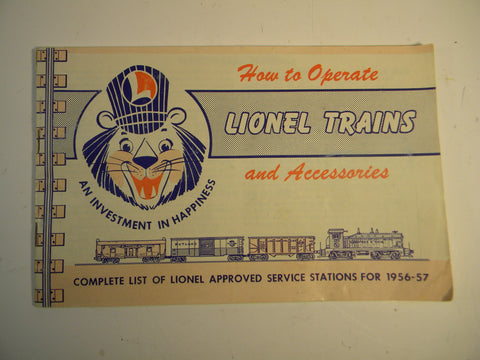 How to Operate
LIONEL TRAINS
and Accessories
L
AN INVESTMENT IN HAPPINESS
COMPLETE LIST OF LIONEL APPROVED SERVICE STATIONS FOR 1956-57